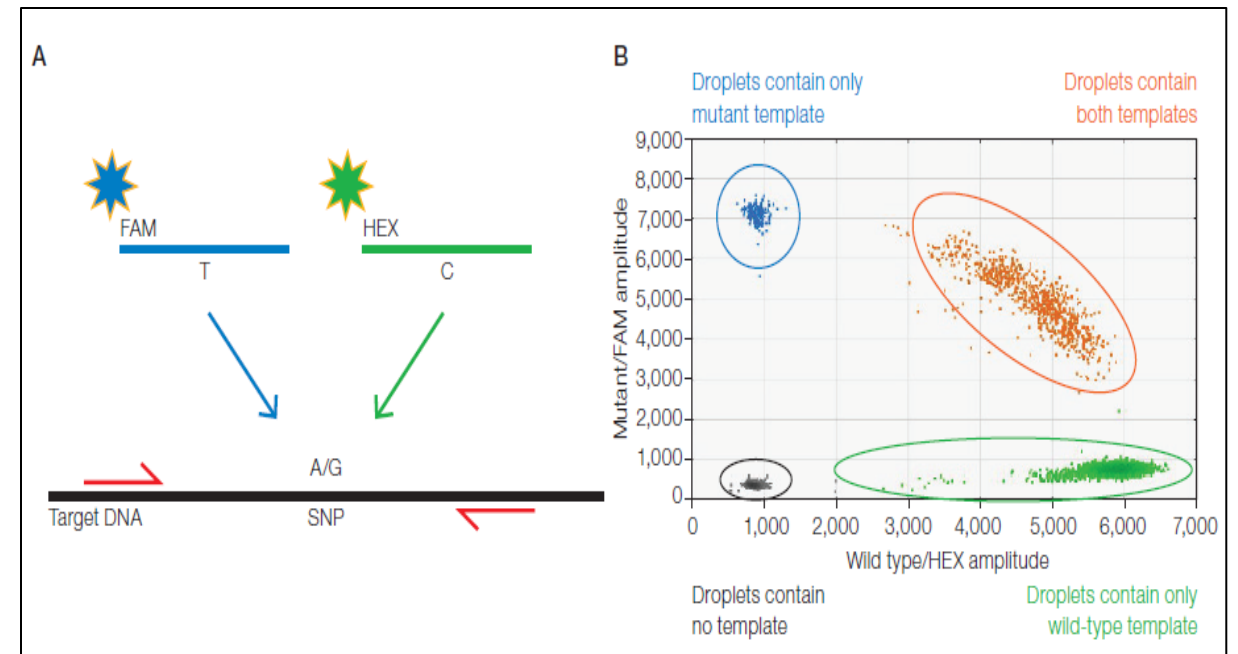 A
FAM
HEX
T
C
A/G
Target DNA
SNP
B
Droplets contain only
mutant template
Droplets contain
both templates
Mutant/FAM amplitude
9,000
8,000
7,000
6,000
5,000
4,000
3,000
2,000
1,000
0
0 1,000 2,000 3,000 4,000 5,000 6,000 7,000
Wild type/HEX amplitude
Droplets contain
no template
Droplets contain only
wild-type template